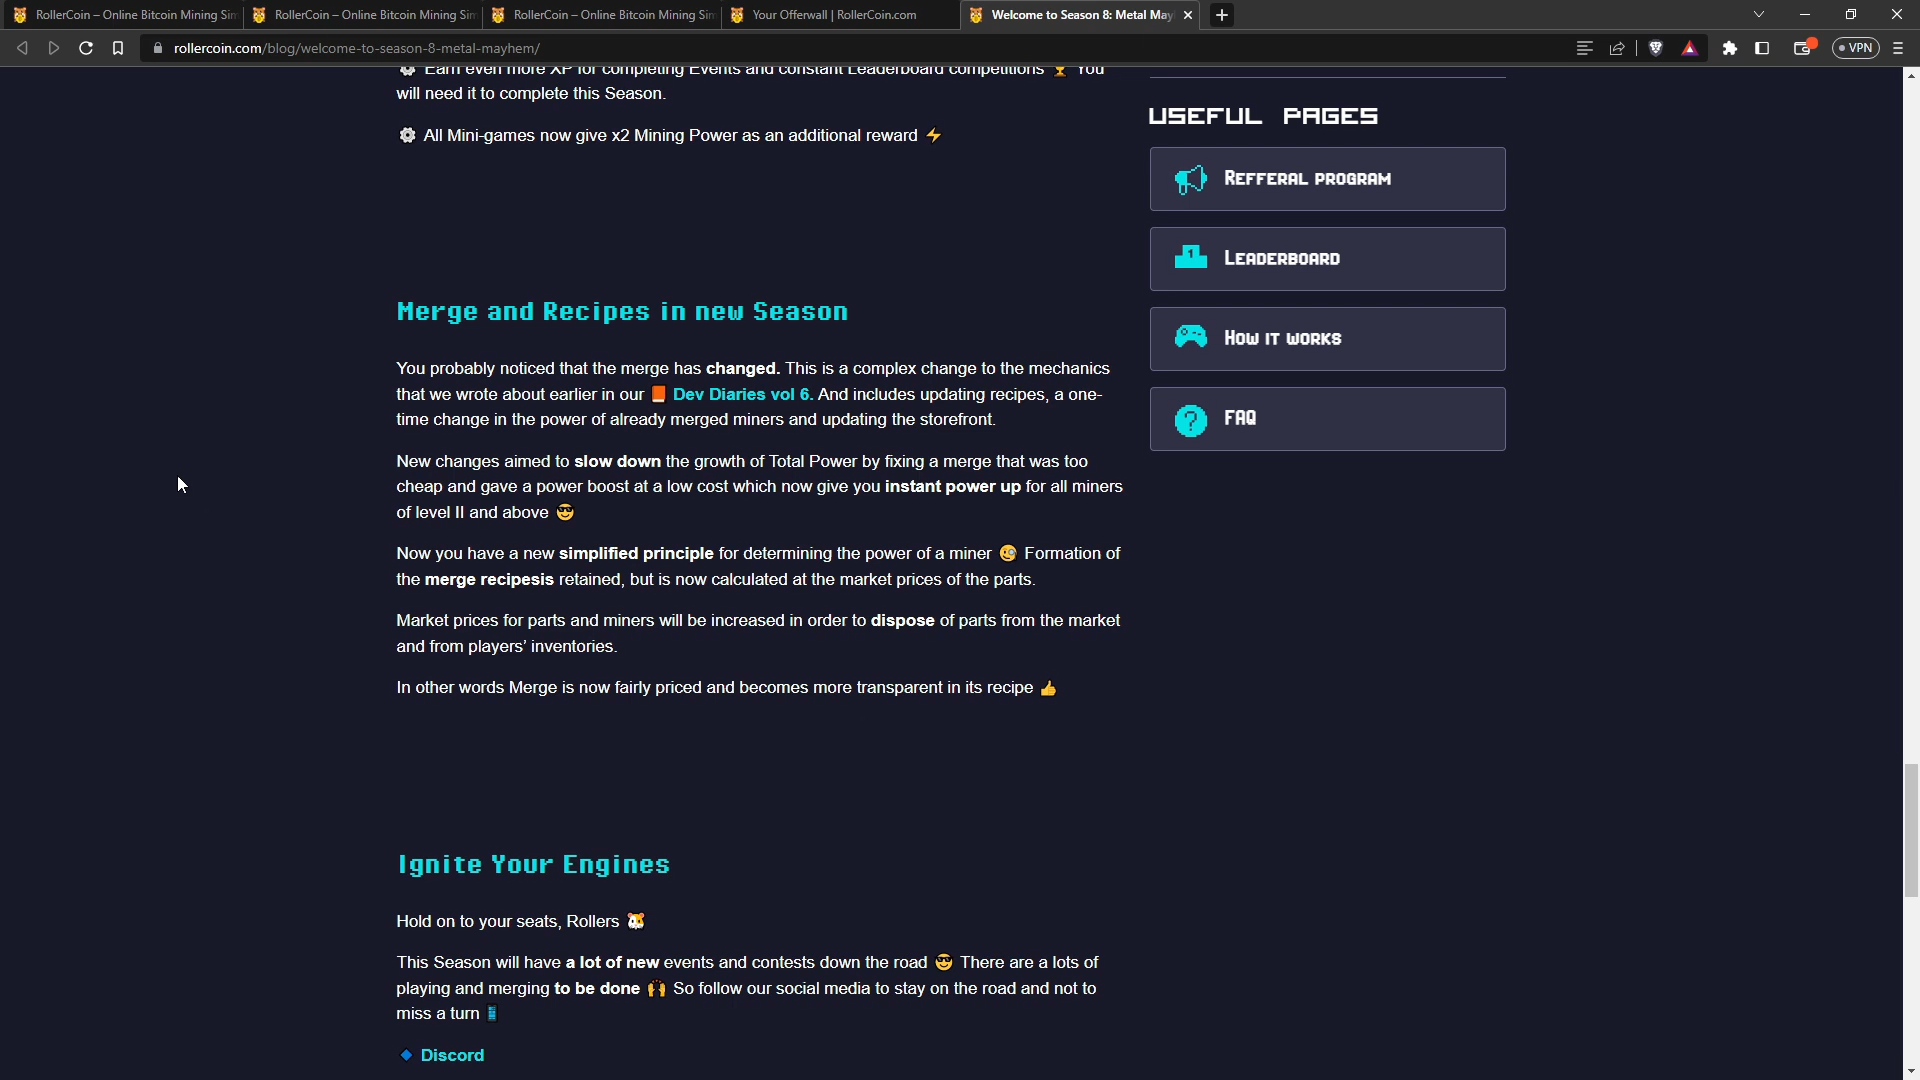 RollerCoin – Online Bitcoin Mining Sim
RollerCoin – Online Bitcoin Mining Sim
RollerCoin – Online Bitcoin Mining Sim
Your Offerwall | RollerCoin.com
Welcome to Season 8: Metal May
rollercoin.com/blog/welcome-to-season-8-metal-mayhem/
VPN
Earn even more XP for completing Events and constant Leaderboard competitions 🏆 You
will need it to complete this Season.
⚙️ All Mini-games now give x2 Mining Power as an additional reward ⚡
Merge and Recipes in new Season
You probably noticed that the merge has changed. This is a complex change to the mechanics
that we wrote about earlier in our 📙 Dev Diaries vol 6. And includes updating recipes, a one-
time change in the power of already merged miners and updating the storefront.
New changes aimed to slow down the growth of Total Power by fixing a merge that was too
cheap and gave a power boost at a low cost which now give you instant power up for all miners
of level II and above 😎
Now you have a new simplified principle for determining the power of a miner 🧐 Formation of
the merge recipesis retained, but is now calculated at the market prices of the parts.
Market prices for parts and miners will be increased in order to dispose of parts from the market
and from players’ inventories.
In other words Merge is now fairly priced and becomes more transparent in its recipe 👍
Ignite Your Engines
Hold on to your seats, Rollers 🐹
This Season will have a lot of new events and contests down the road 😎 There are a lots of
playing and merging to be done 🙌 So follow our social media to stay on the road and not to
miss a turn 📱
🔹 Discord
USEFUL PAGES
REFFERAL PROGRAM
1
LEADERBOARD
HOW IT WORKS
?
FAQ